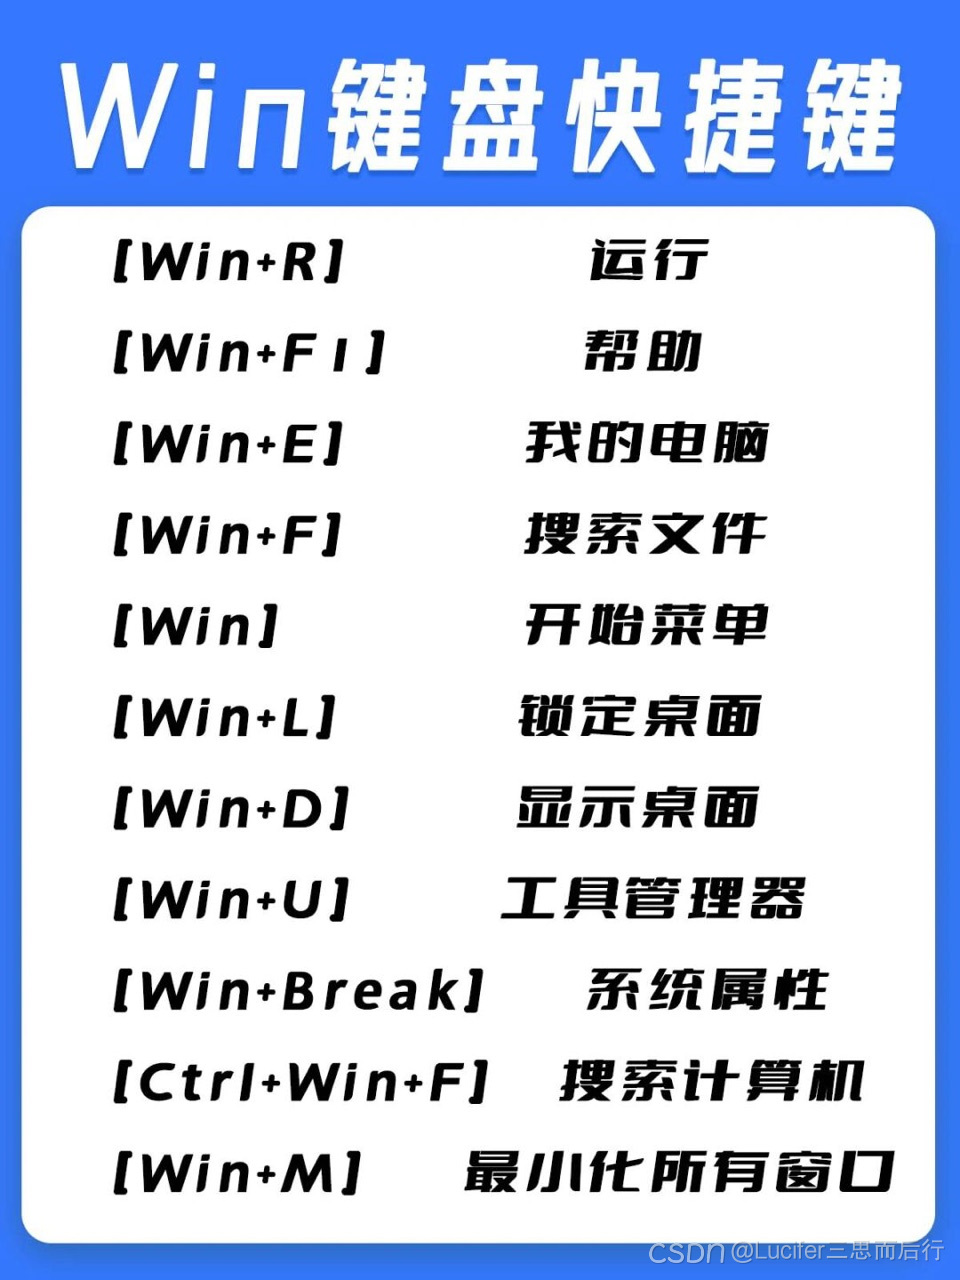 Win键盘快捷键
[Win+R] 运行
[Win+F1] 帮助
[Win+E] 我的电脑
[Win+F] 搜索文件
[Win] 开始菜单
[Win+L] 锁定桌面
[Win+D] 显示桌面
[Win+U] 工具管理器
[Win+Break] 系统属性
[Ctrl+Win+F] 搜索计算机
[Win+M] 最小化所有窗口
CSDN @Lucifer三思而后行